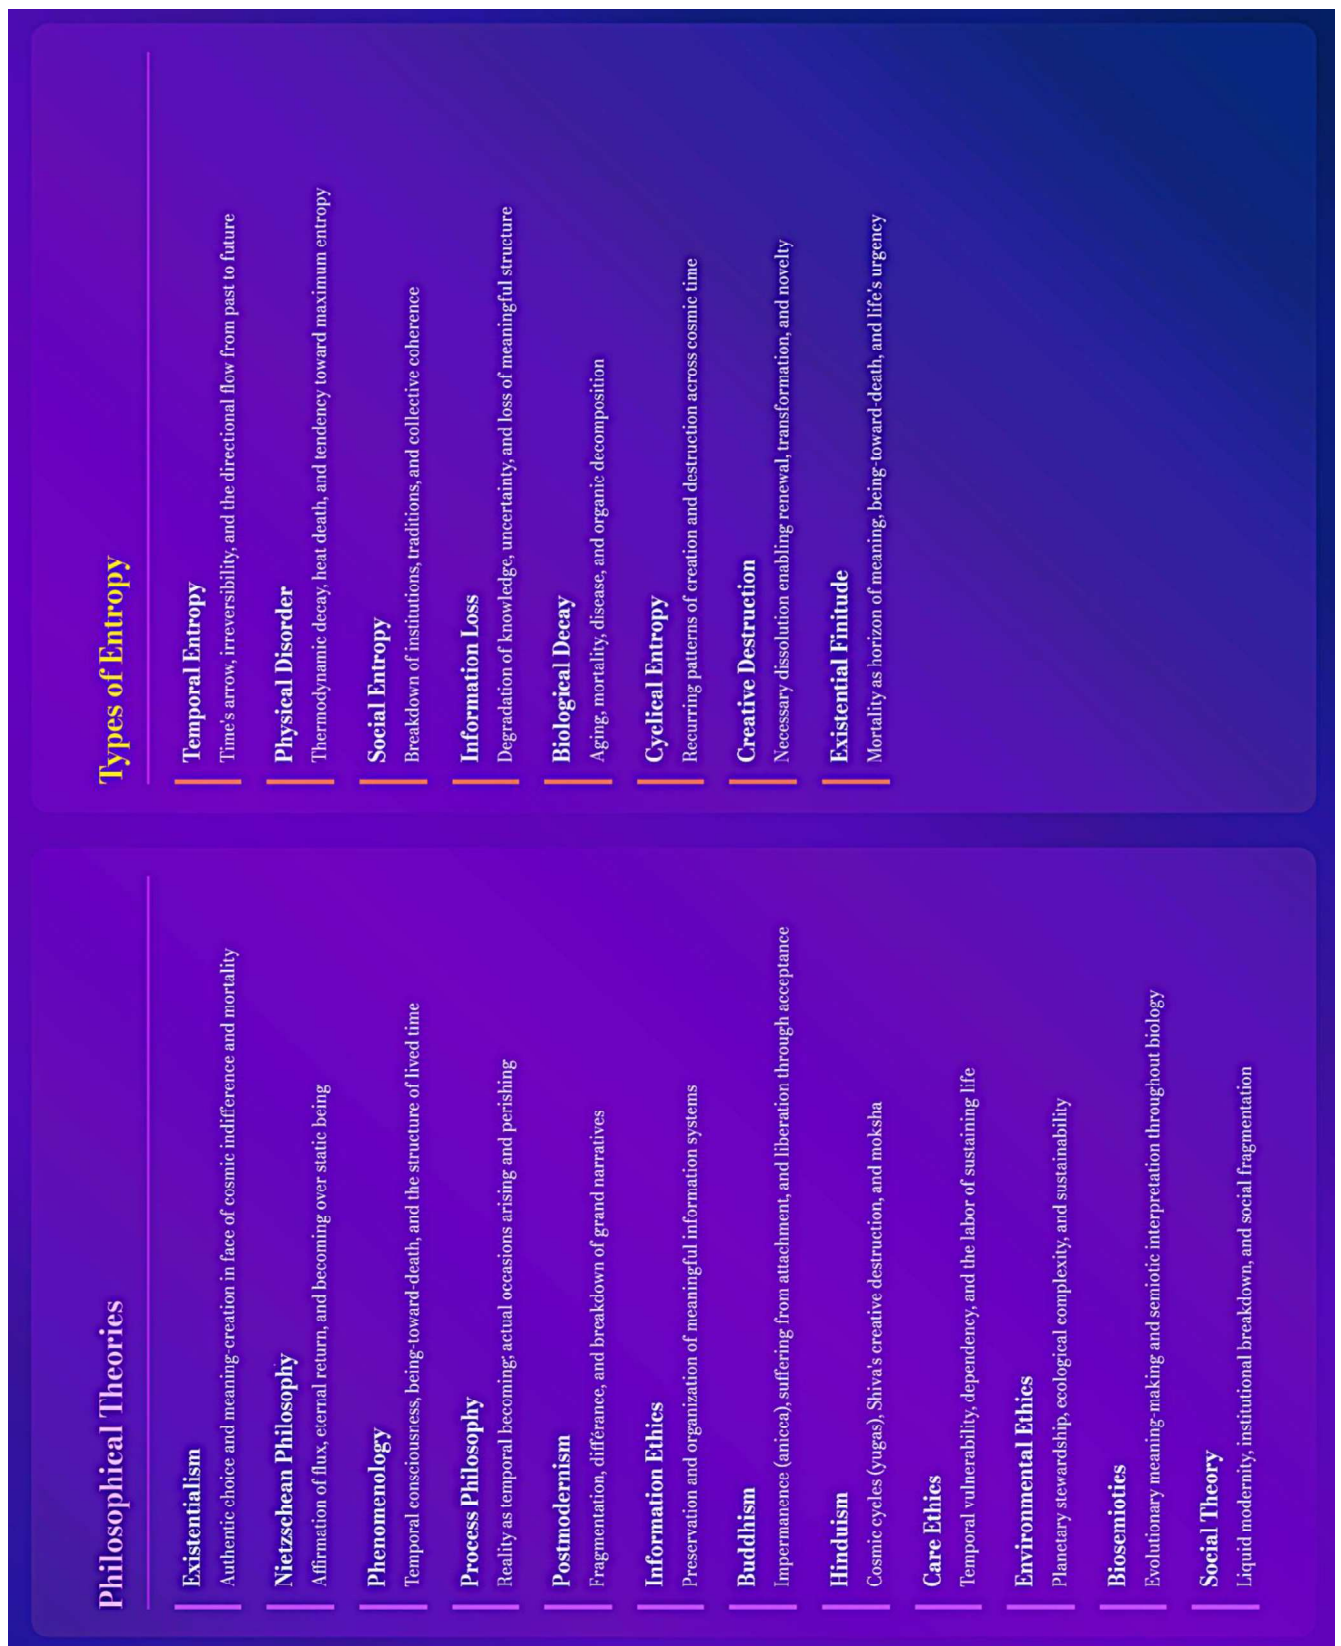 Philosophical Theories
Existentialism
Authentic choice and meaning-creation in face of cosmic indifference and mortality
Nietzschean Philosophy
Affirmation of flux, eternal return, and becoming over static being
Phenomenology
Temporal consciousness, being-toward-death, and the structure of lived time
Process Philosophy
Reality as temporal becoming; actual occasions arising and perishing
Postmodernism
Fragmentation, différance, and breakdown of grand narratives
Information Ethics
Preservation and organization of meaningful information systems
Buddhism
Impermanence (anicca), suffering from attachment, and liberation through acceptance
Hinduism
Cosmic cycles (yugas), Shiva's creative destruction, and moksha
Care Ethics
Temporal vulnerability, dependency, and the labor of sustaining life
Environmental Ethics
Planetary stewardship, ecological complexity, and sustainability
Biosemiotics
Evolutionary meaning-making and semiotic interpretation throughout biology
Social Theory
Liquid modernity, institutional breakdown, and social fragmentation
Types of Entropy
Temporal Entropy
Time's arrow, irreversibility, and the directional flow from past to future
Physical Disorder
Thermodynamic decay, heat death, and tendency toward maximum entropy
Social Entropy
Breakdown of institutions, traditions, and collective coherence
Information Loss
Degradation of knowledge, uncertainty, and loss of meaningful structure
Biological Decay
Aging, mortality, disease, and organic decomposition
Cyclical Entropy
Recurring patterns of creation and destruction across cosmic time
Creative Destruction
Necessary dissolution enabling renewal, transformation, and novelty
Existential Finitude
Mortality as horizon of meaning, being-toward-death, and life's urgency